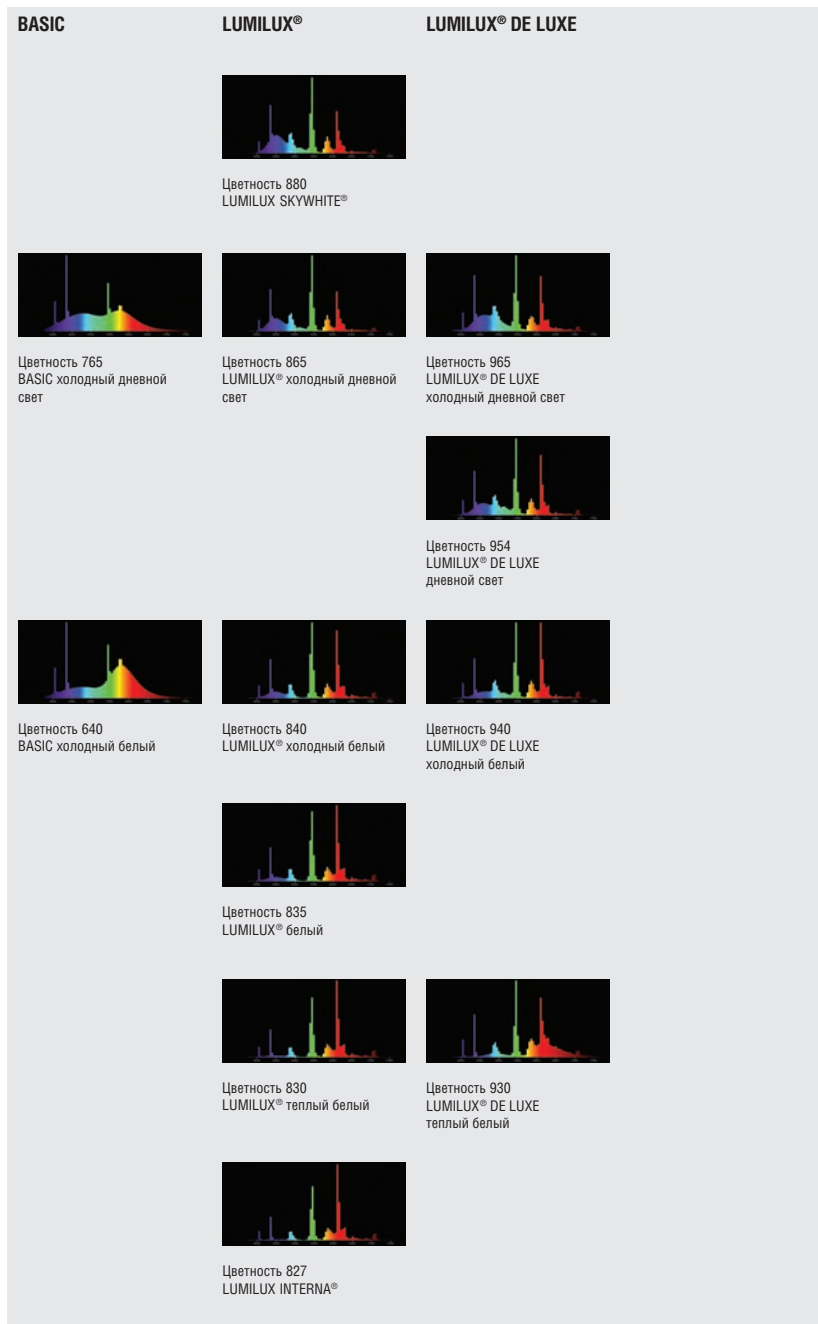 BASIC
LUMILUX®
LUMILUX® DE LUXE
Цветность 880
LUMILUX SKYWHITE®
Цветность 765
BASIC холодный дневной
свет
Цветность 865
LUMILUX® холодный дневной
свет
Цветность 965
LUMILUX® DE LUXE
холодный дневной свет
Цветность 954
LUMILUX® DE LUXE
дневной свет
Цветность 640
BASIC холодный белый
Цветность 840
LUMILUX® холодный белый
Цветность 940
LUMILUX® DE LUXE
холодный белый
Цветность 835
LUMILUX® белый
Цветность 830
LUMILUX® теплый белый
Цветность 930
LUMILUX® DE LUXE
теплый белый
Цветность 827
LUMILUX INTERNA®